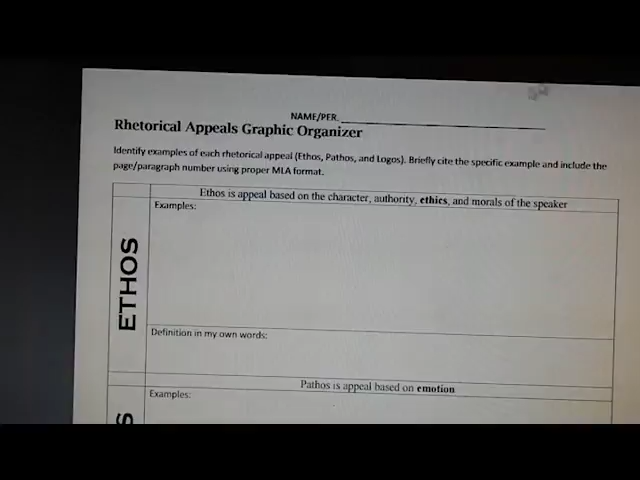 NAME/PER.
Rhetorical Appeals Graphic Organizer
Identify examples of each rhetorical appeal (Ethos, Pathos, and Logos). Briefly cite the specific example and include the
page/paragraph number using proper MLA format.
Ethos is appeal based on the character, authority, ethics, and morals of the speaker
Examples:
ETHOS
Definition in my own words:
Pathos is appeal based on emotion
Examples:
S